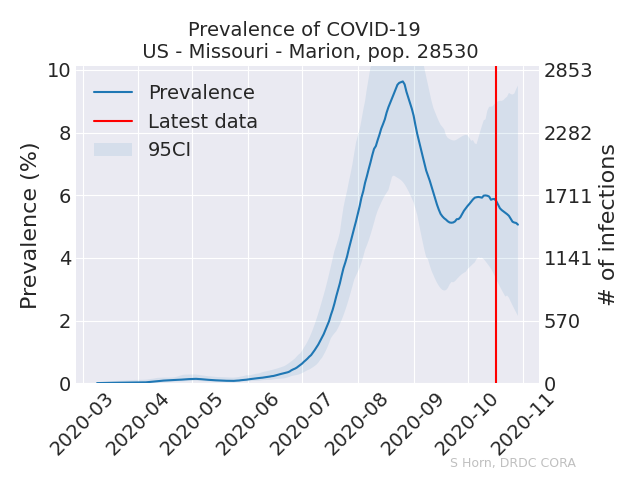 Prevalence of COVID-19
US - Missouri - Marion, pop. 28530
Prevalence (%)
10
8
6
4
2
0
Prevalence
Latest data
95CI
2853
2282
1711
1141
570
0
# of infections
2020-03
2020-04
2020-05
2020-06
2020-07
2020-08
2020-09
2020-10
2020-11
S Horn, DRDC CORA